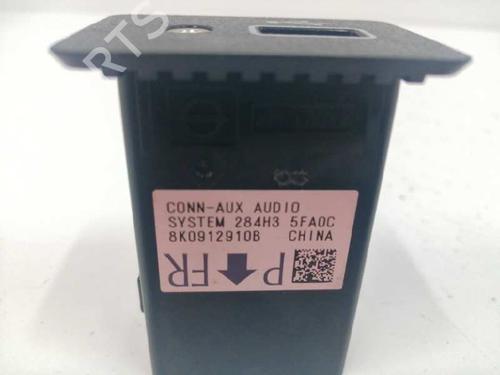 CONN-AUX AUDIO
SYSTEM 284H3 5FA0C
8K0912910B CHINA
P FR